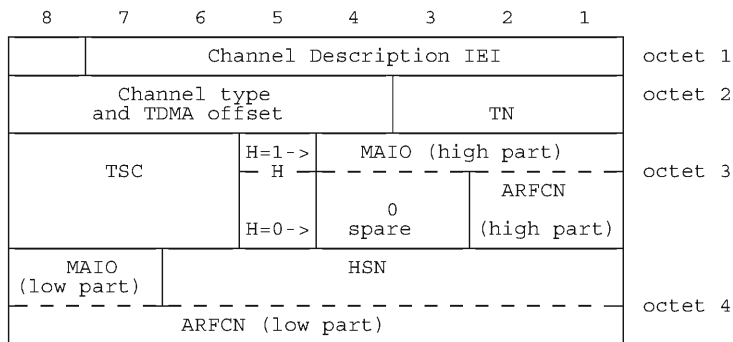 8 7 6 5 4 3 2 1
Channel Description IEI octet 1
Channel type octet 2
and TDMA offset TN
H=1-> MAIO (high part)
TSC H octet 3
ARFCN
0
H=0-> spare (high part)
MAIO HSN
(low part)
octet 4
ARFCN (low part)